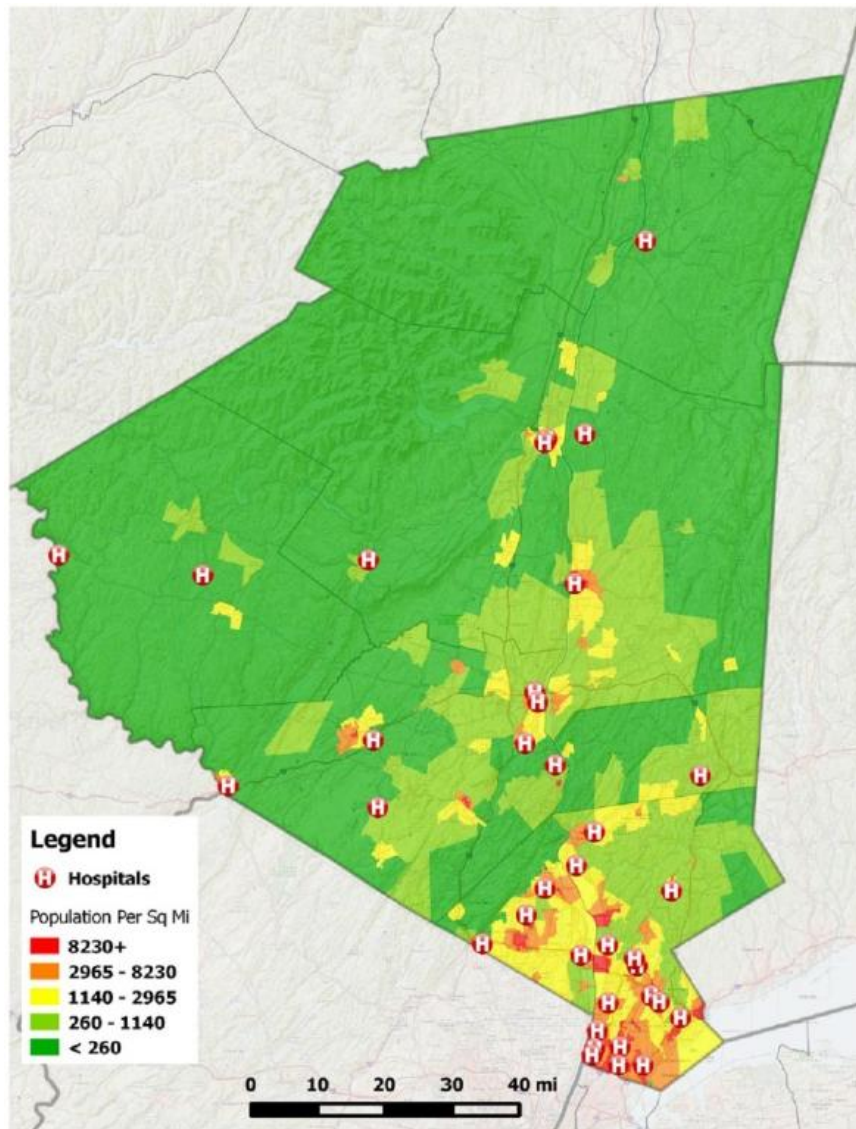 Legend
H Hospitals
Population Per Sq Mi
8230+
2965 - 8230
1140 - 2965
260 - 1140
< 260
0 10 20 30 40 mi